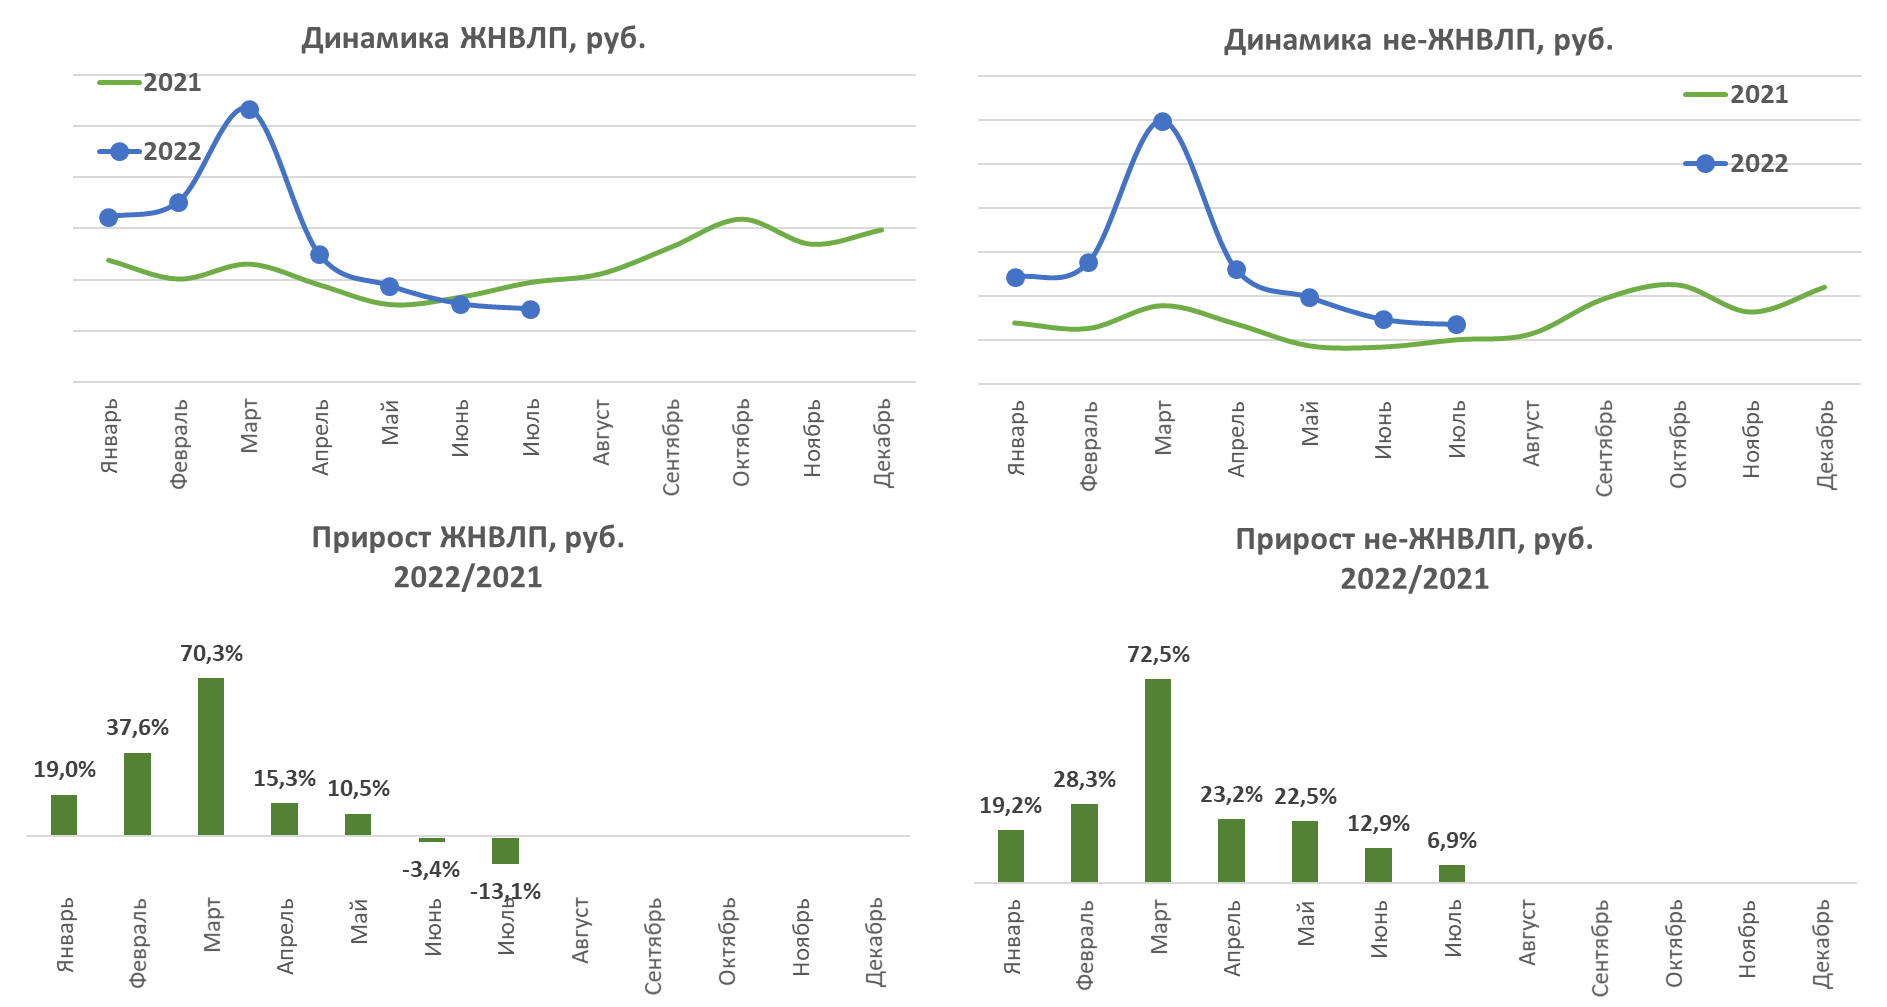 Динамика ЖНВЛП, руб.
2021
2022
Январь
Февраль
Март
Апрель
Май
Июнь
Июль
Август
Сентябрь
Октябрь
Ноябрь
Декабрь
Динамика не-ЖНВЛП, руб.
2021
2022
Январь
Февраль
Март
Апрель
Май
Июнь
Июль
Август
Сентябрь
Октябрь
Ноябрь
Декабрь
Прирост ЖНВЛП, руб.
2022/2021
19,0%
37,6%
70,3%
15,3%
10,5%
-3,4%
-13,1%
Январь
Февраль
Март
Апрель
Май
Июнь
Июль
Август
Сентябрь
Октябрь
Ноябрь
Декабрь
Прирост не-ЖНВЛП, руб.
2022/2021
19,2%
28,3%
72,5%
23,2%
22,5%
12,9%
6,9%
Январь
Февраль
Март
Апрель
Май
Июнь
Июль
Август
Сентябрь
Октябрь
Ноябрь
Декабрь